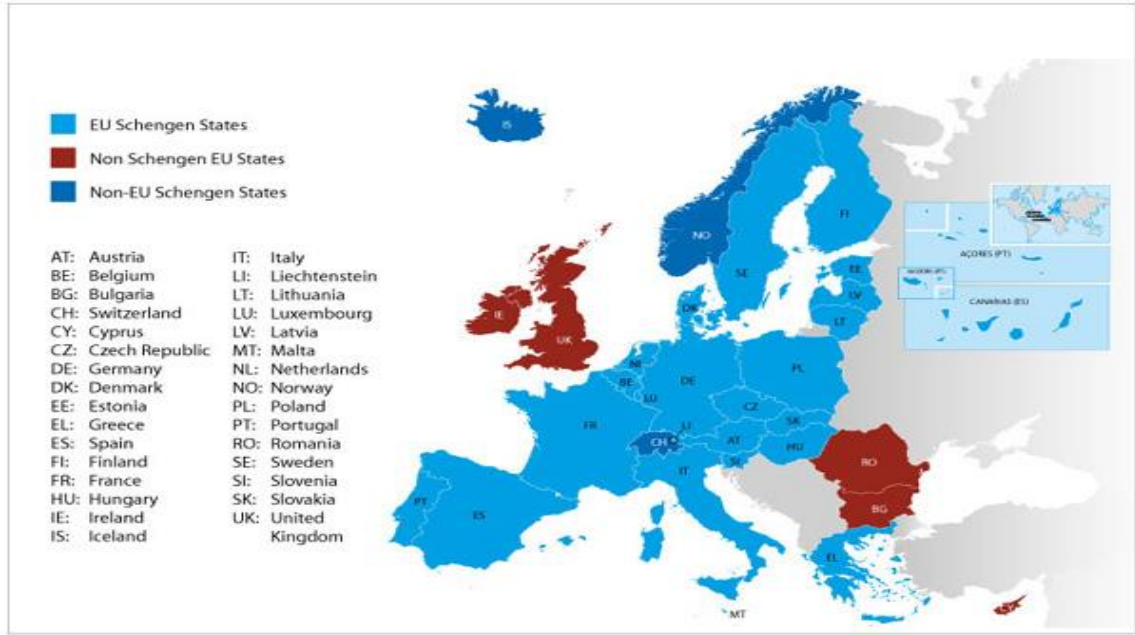 EU Schengen States
Non Schengen EU States
Non-EU Schengen States
AT: Austria
BE: Belgium
BG: Bulgaria
CH: Switzerland
CY: Cyprus
CZ: Czech Republic
DE: Germany
DK: Denmark
EE: Estonia
EL: Greece
ES: Spain
FI: Finland
FR: France
HU: Hungary
IE: Ireland
IS: Iceland
IT: Italy
LI: Liechtenstein
LT: Lithuania
LU: Luxembourg
LV: Latvia
MT: Malta
NL: Netherlands
NO: Norway
PL: Poland
PT: Portugal
RO: Romania
SE: Sweden
SI: Slovenia
SK: Slovakia
UK: United
Kingdom
IS
NO
SE
FI
EE
LV
LT
DK
IE
UK
BE
LU
DE
PL
CZ
SK
FR
CH
LI
AT
HU
SI
IT
RO
BG
PT
ES
EL
MT
CY
AÇORES (PT)
CANARIAS (ES)